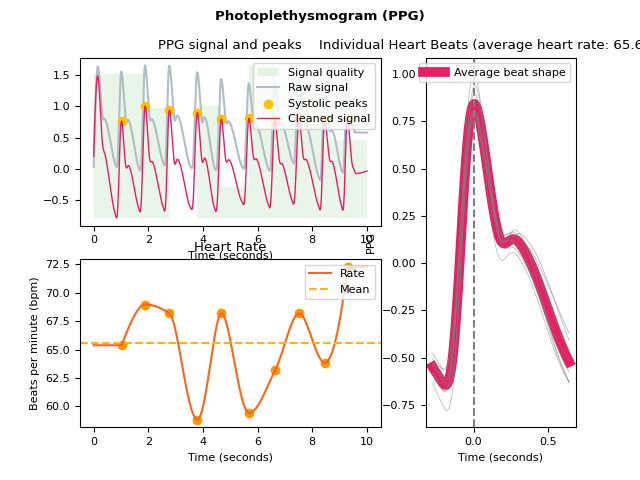 Photoplethysmogram (PPG)
PPG signal and peaks
Individual Heart Beats (average heart rate: 65.6
1.5
1.0
0.5
0.0
−0.5
Signal quality
Raw signal
Systolic peaks
Cleaned signal
0
2
4
6
8
10
Time (seconds)
Heart Rate
72.5
70.0
67.5
65.0
62.5
60.0
Beats per minute (bpm)
Rate
Mean
0
2
4
6
8
10
Time (seconds)
PPG
1.00
0.75
0.50
0.25
0.00
−0.25
−0.50
−0.75
Average beat shape
0.0
0.5
Time (seconds)